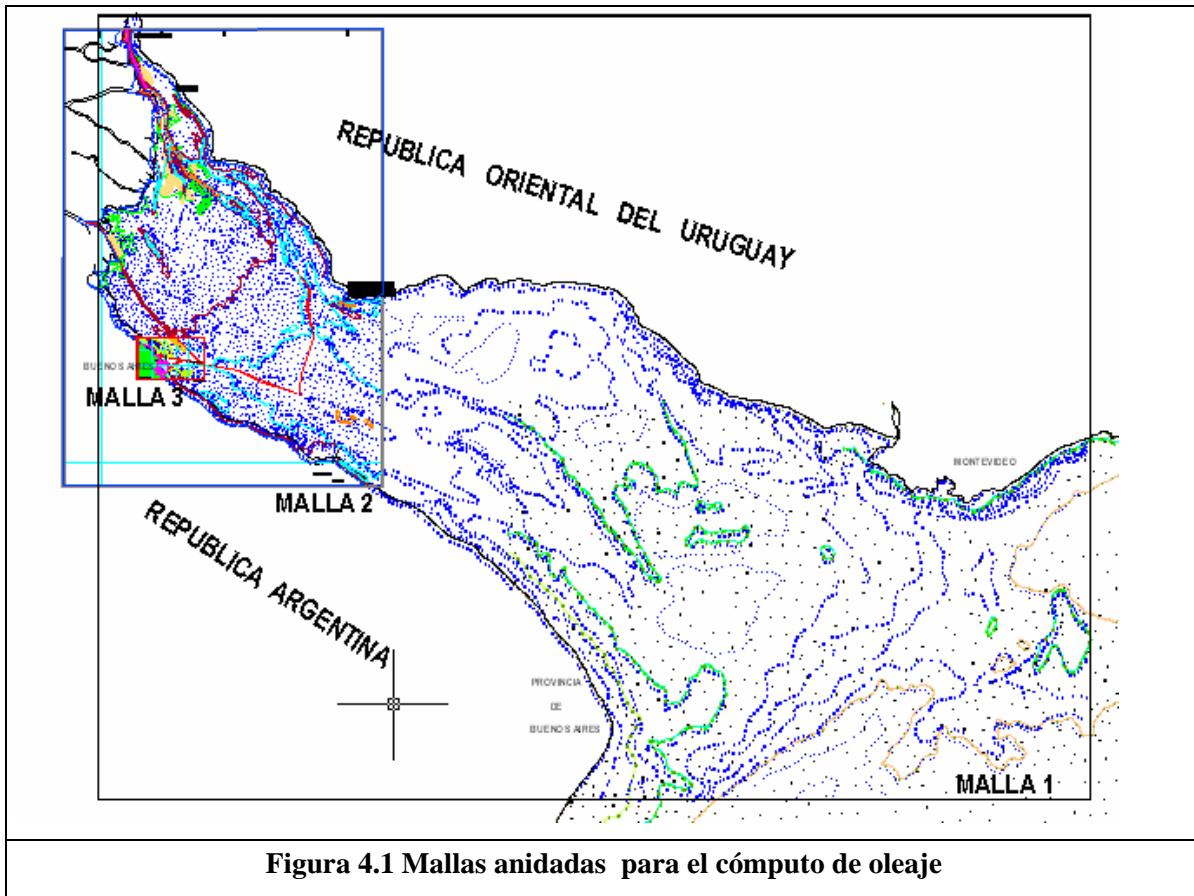 REPUBLICA ORIENTAL DEL URUGUAY
BUENOS AIRES
MALLA 3
MALLA 2
MONTEVIDEO
REPUBLICA ARGENTINA
PROVINCIA
DE
BUENOS AIRES
MALLA 1
Figura 4.1 Mallas anidadas para el cómputo de oleaje